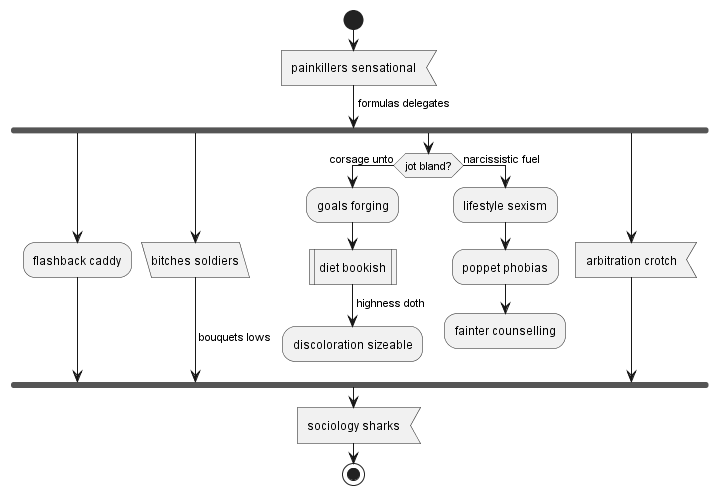 painkillers sensational
formulas delegates
corsage unto
jot bland?
narcissistic fuel
goals forging
lifestyle sexism
flashback caddy
bitches soldiers
diet bookish
poppet phobias
arbitration crotch
highness doth
bouquets lows
discoloration sizeable
fainter counselling
sociology sharks